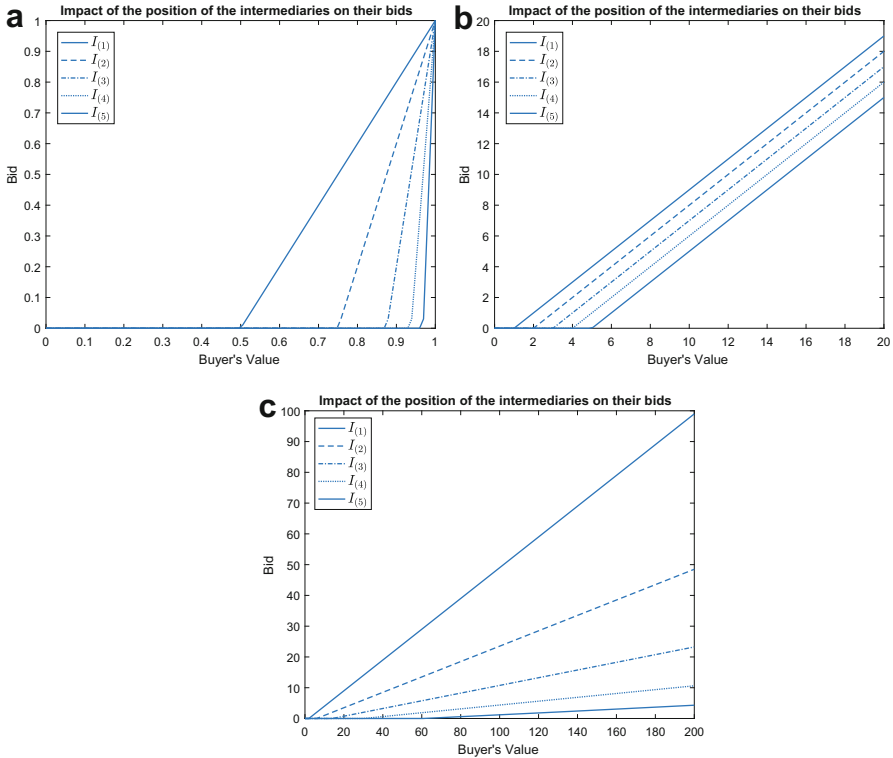 a
Impact of the position of the intermediaries on their bids
1
0.9
0.8
0.7
0.6
0.5
0.4
0.3
0.2
0.1
0
Bid
I(1)
I(2)
I(3)
I(4)
I(5)
0 0.1 0.2 0.3 0.4 0.5 0.6 0.7 0.8 0.9 1
Buyer's Value
b
Impact of the position of the intermediaries on their bids
20
18
16
14
12
10
8
6
4
2
0
Bid
I(1)
I(2)
I(3)
I(4)
I(5)
0 2 4 6 8 10 12 14 16 18 20
Buyer's Value
c
Impact of the position of the intermediaries on their bids
100
90
80
70
60
50
40
30
20
10
0
Bid
I(1)
I(2)
I(3)
I(4)
I(5)
0 20 40 60 80 100 120 140 160 180 200
Buyer's Value